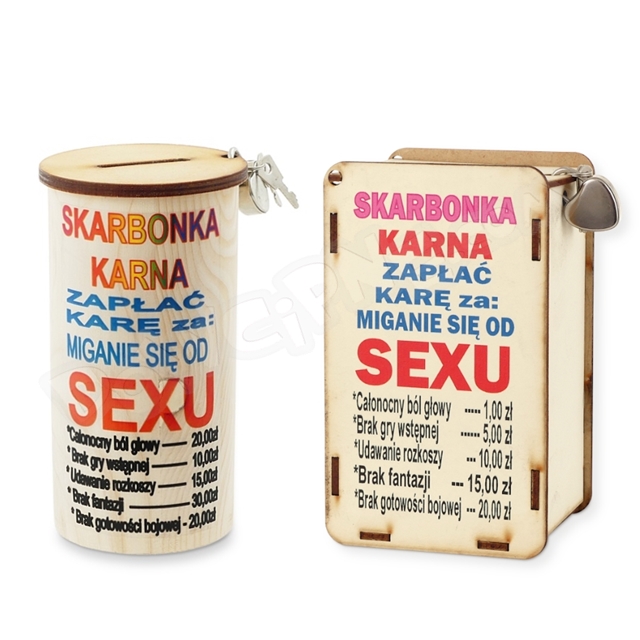 SKARBONKA
KARNA
ZAPŁAĆ
KARĘ za:
MIGANIE SIĘ OD
SEXU
*Całonocny ból głowy —— 20,00zł
* Brak gry wstępnej —— 10,00zł
* Udawanie rozkoszy —— 15,00zł
* Brak fantazji —— 30,00zł
* Brak gotowości bojowej - 20,00zł
SKARBONKA
KARNA
ZAPŁAĆ
KARĘ za:
MIGANIE SIĘ OD
SEXU
*Całonocny ból głowy ----- 1,00 zł
*Brak gry wstępnej ------ 5,00 zł
*Udawanie rozkoszy --- 10,00 zł
*Brak fantazji --- 15,00 zł
*Brak gotowości bojowej --- 20,00 zł